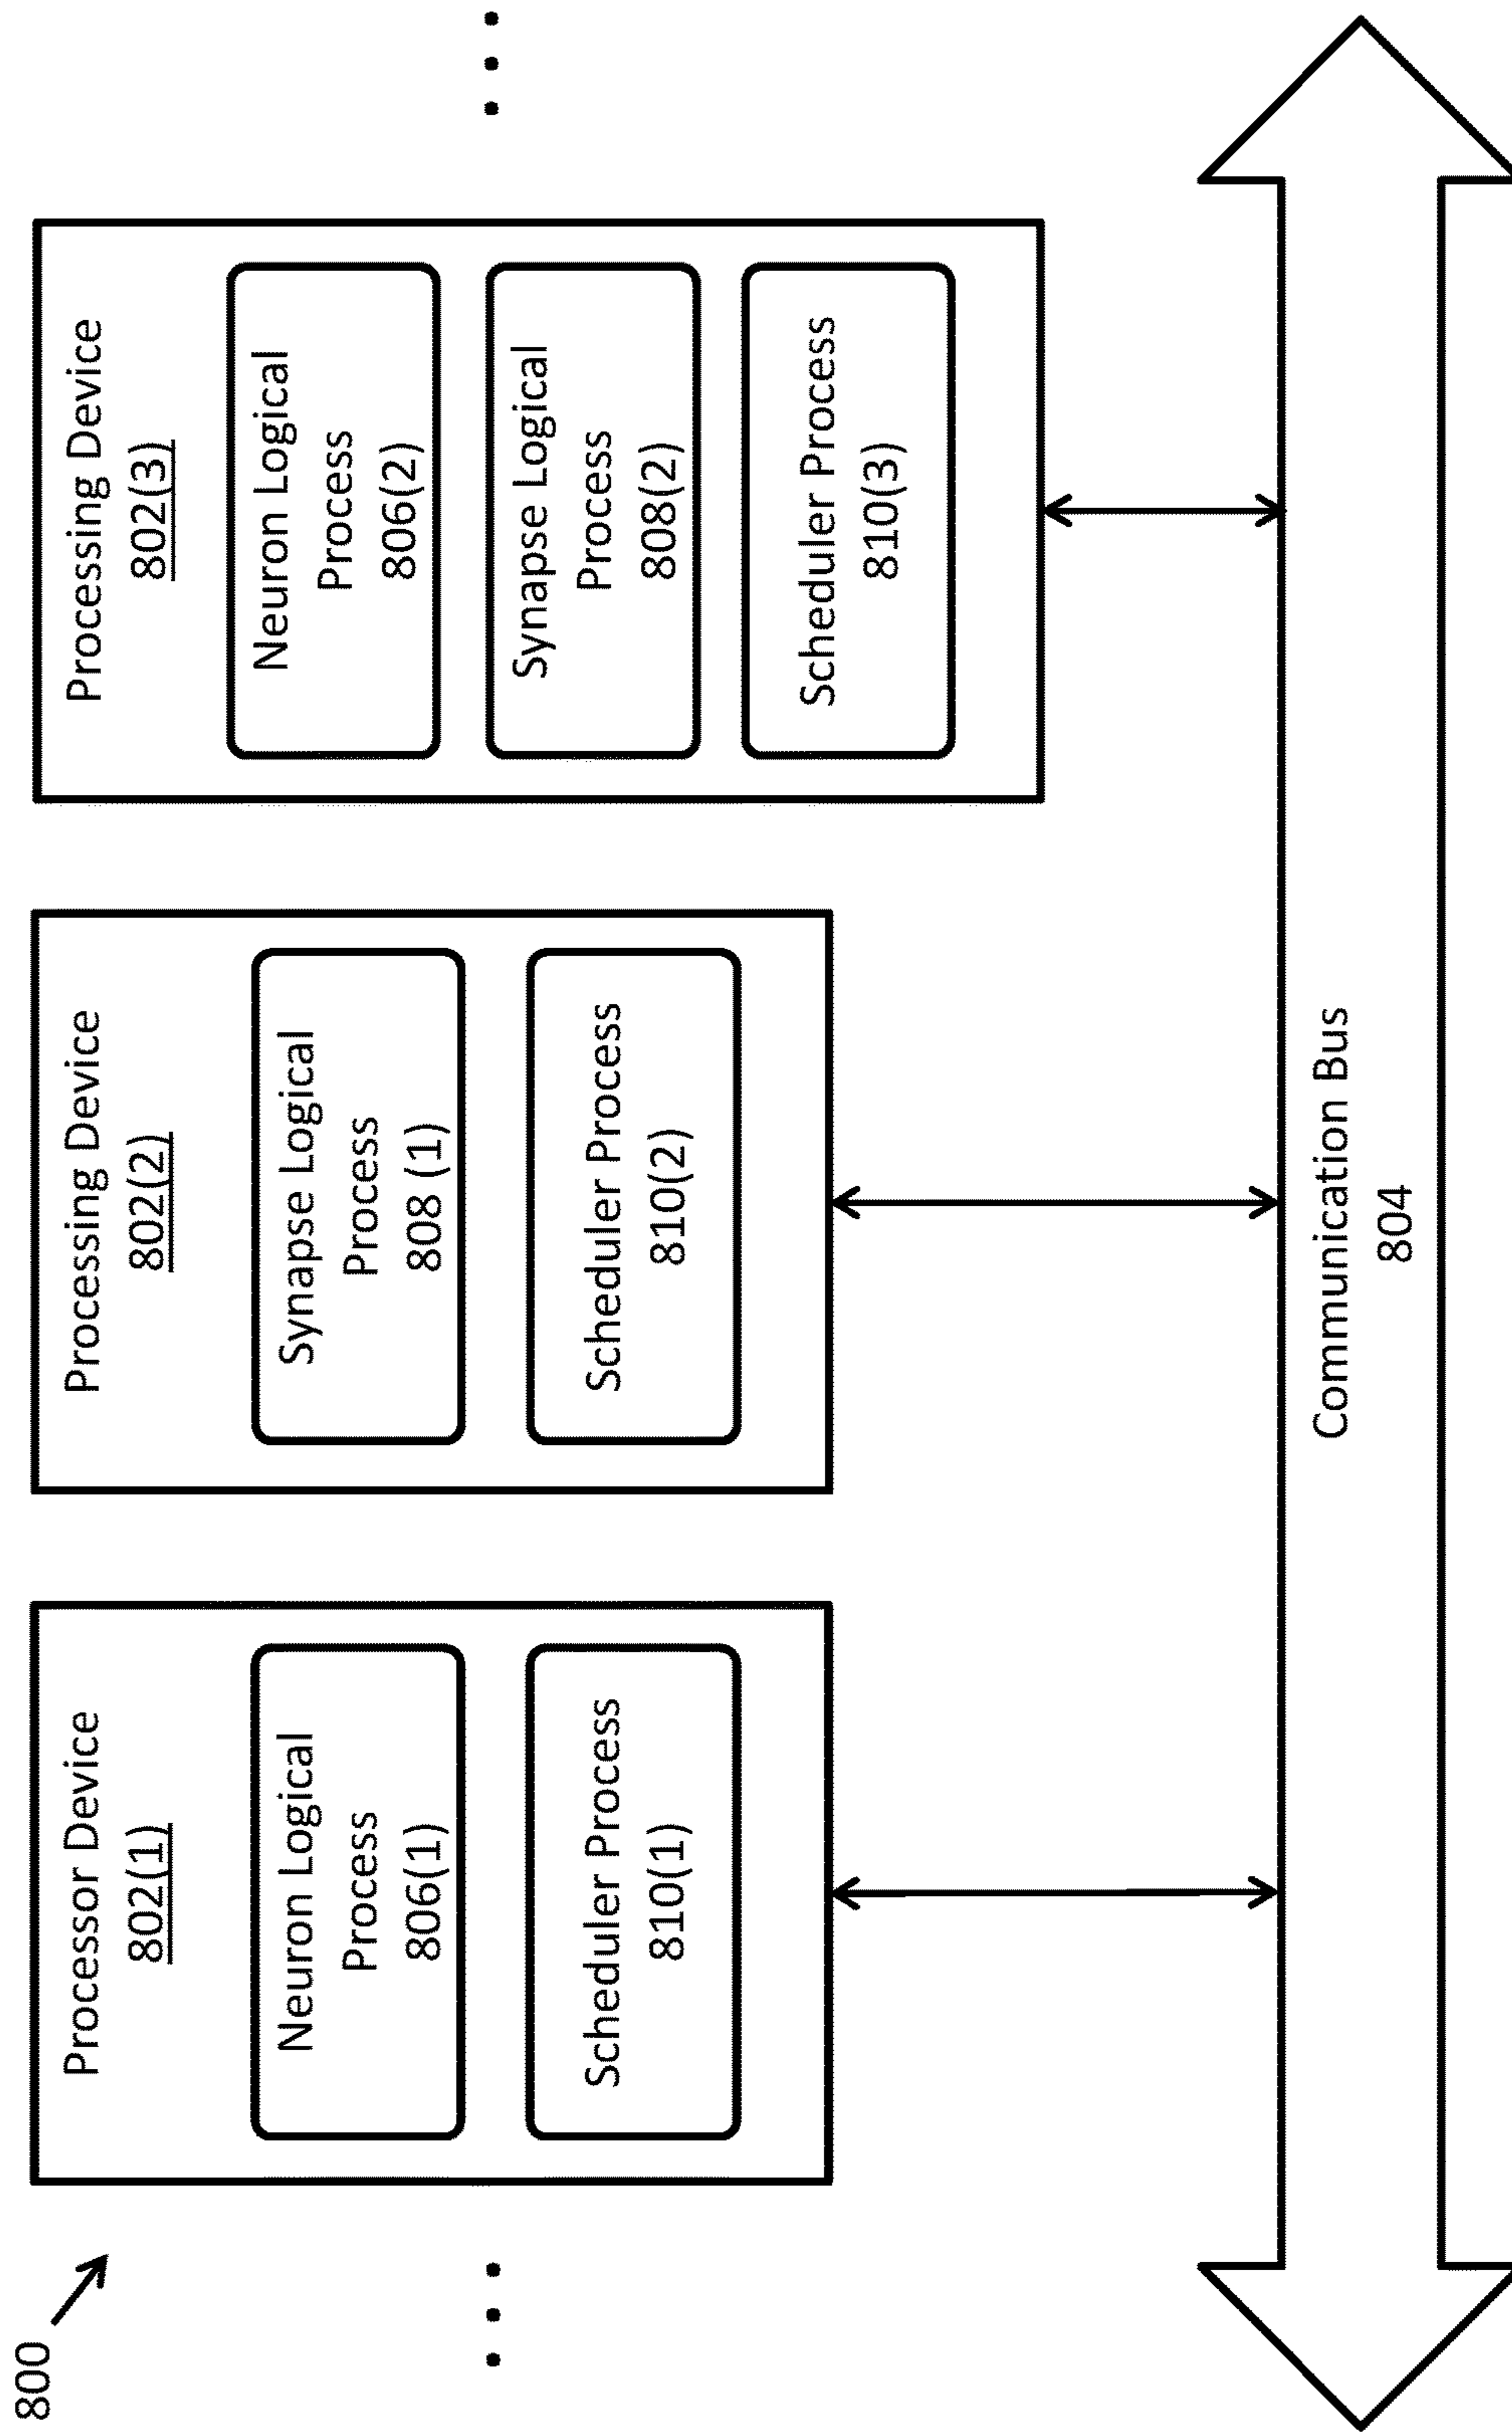 800
Processor Device
802(1)
Neuron Logical
Process
806(1)
Scheduler Process
810(1)
Processing Device
802(2)
Synapse Logical
Process
808 (1)
Scheduler Process
810(2)
Processing Device
802(3)
Neuron Logical
Process
806(2)
Synapse Logical
Process
808(2)
Scheduler Process
810(3)
Communication Bus
804